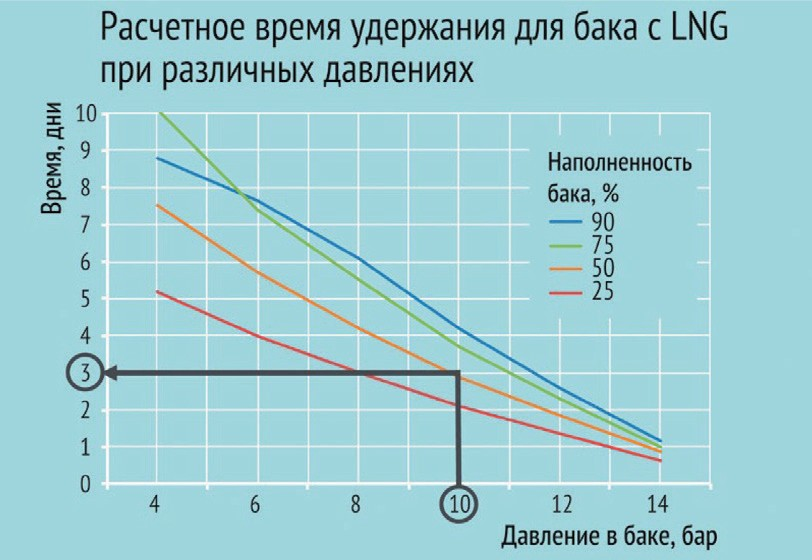 Расчетное время удержания для бака с LNG
при различных давлениях
Время, дни
10
9
8
7
6
5
4
3
2
1
0
Наполненность
бака, %
90
75
50
25
4 6 8 10 12 14
Давление в баке, бар